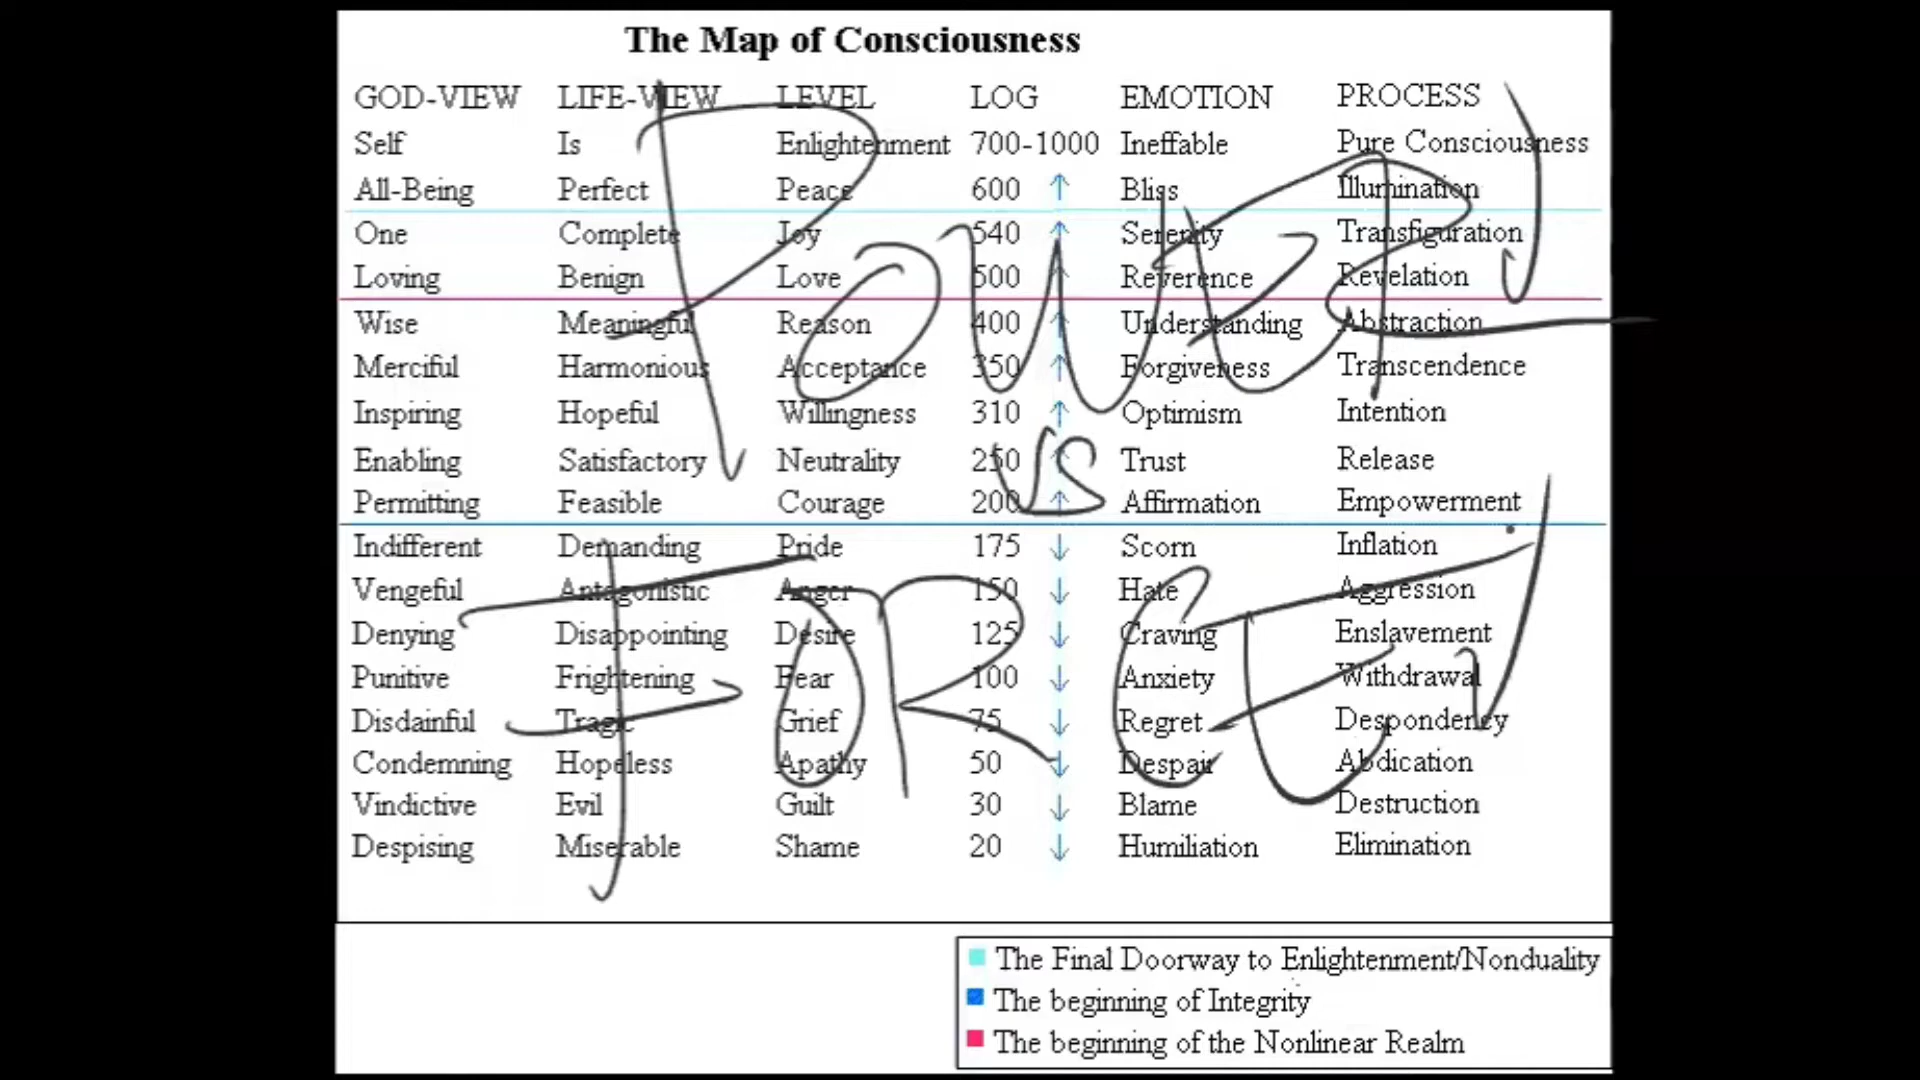 The Map of Consciousness
GOD-VIEW LIFE-VIEW LEVEL LOG EMOTION PROCESS
Self Is Enlightenment 700-1000 Ineffable Pure Consciousness
All-Being Perfect Peace 600 ↑ Bliss Illumination
One Complete Joy 540 ↑ Serenity Transfiguration
Loving Benign Love 500 ↑ Reverence Revelation
Wise Meaningful Reason 400 ↑ Understanding Abstraction
Merciful Harmonious Acceptance 350 ↑ Forgiveness Transcendence
Inspiring Hopeful Willingness 310 ↑ Optimism Intention
Enabling Satisfactory Neutrality 250 ↑ Trust Release
Permitting Feasible Courage 200 ↑ Affirmation Empowerment
Indifferent Demanding Pride 175 ↓ Scorn Inflation
Vengeful Antagonistic Anger 150 ↓ Hate Aggression
Denying Disappointing Desire 125 ↓ Craving Enslavement
Punitive Frightening Fear 100 ↓ Anxiety Withdrawal
Disdainful Tragic Grief 75 ↓ Regret Despondency
Condemning Hopeless Apathy 50 ↓ Despair Abdication
Vindictive Evil Guilt 30 ↓ Blame Destruction
Despising Miserable Shame 20 ↓ Humiliation Elimination
POWER
VS
FORCE
The Final Doorway to Enlightenment/Nonduality
The beginning of Integrity
The beginning of the Nonlinear Realm